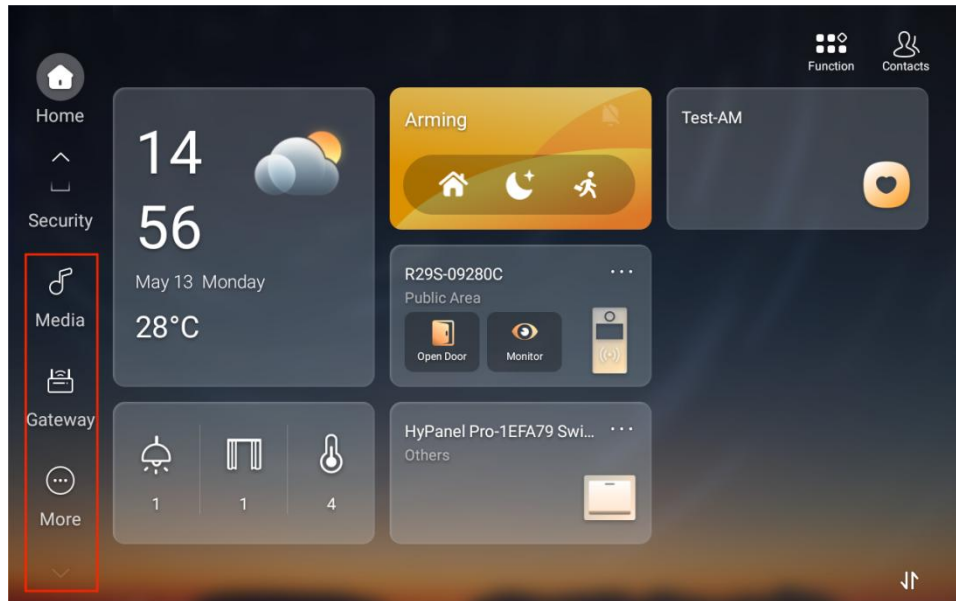 Function
Contacts
Home
Security
Media
Gateway
More
14
56
May 13 Monday
28°C
1
1
4
Arming
R29S-09280C
Public Area
Open Door
Monitor
HyPanel Pro-1EFA79 Swi...
Others
Test-AM